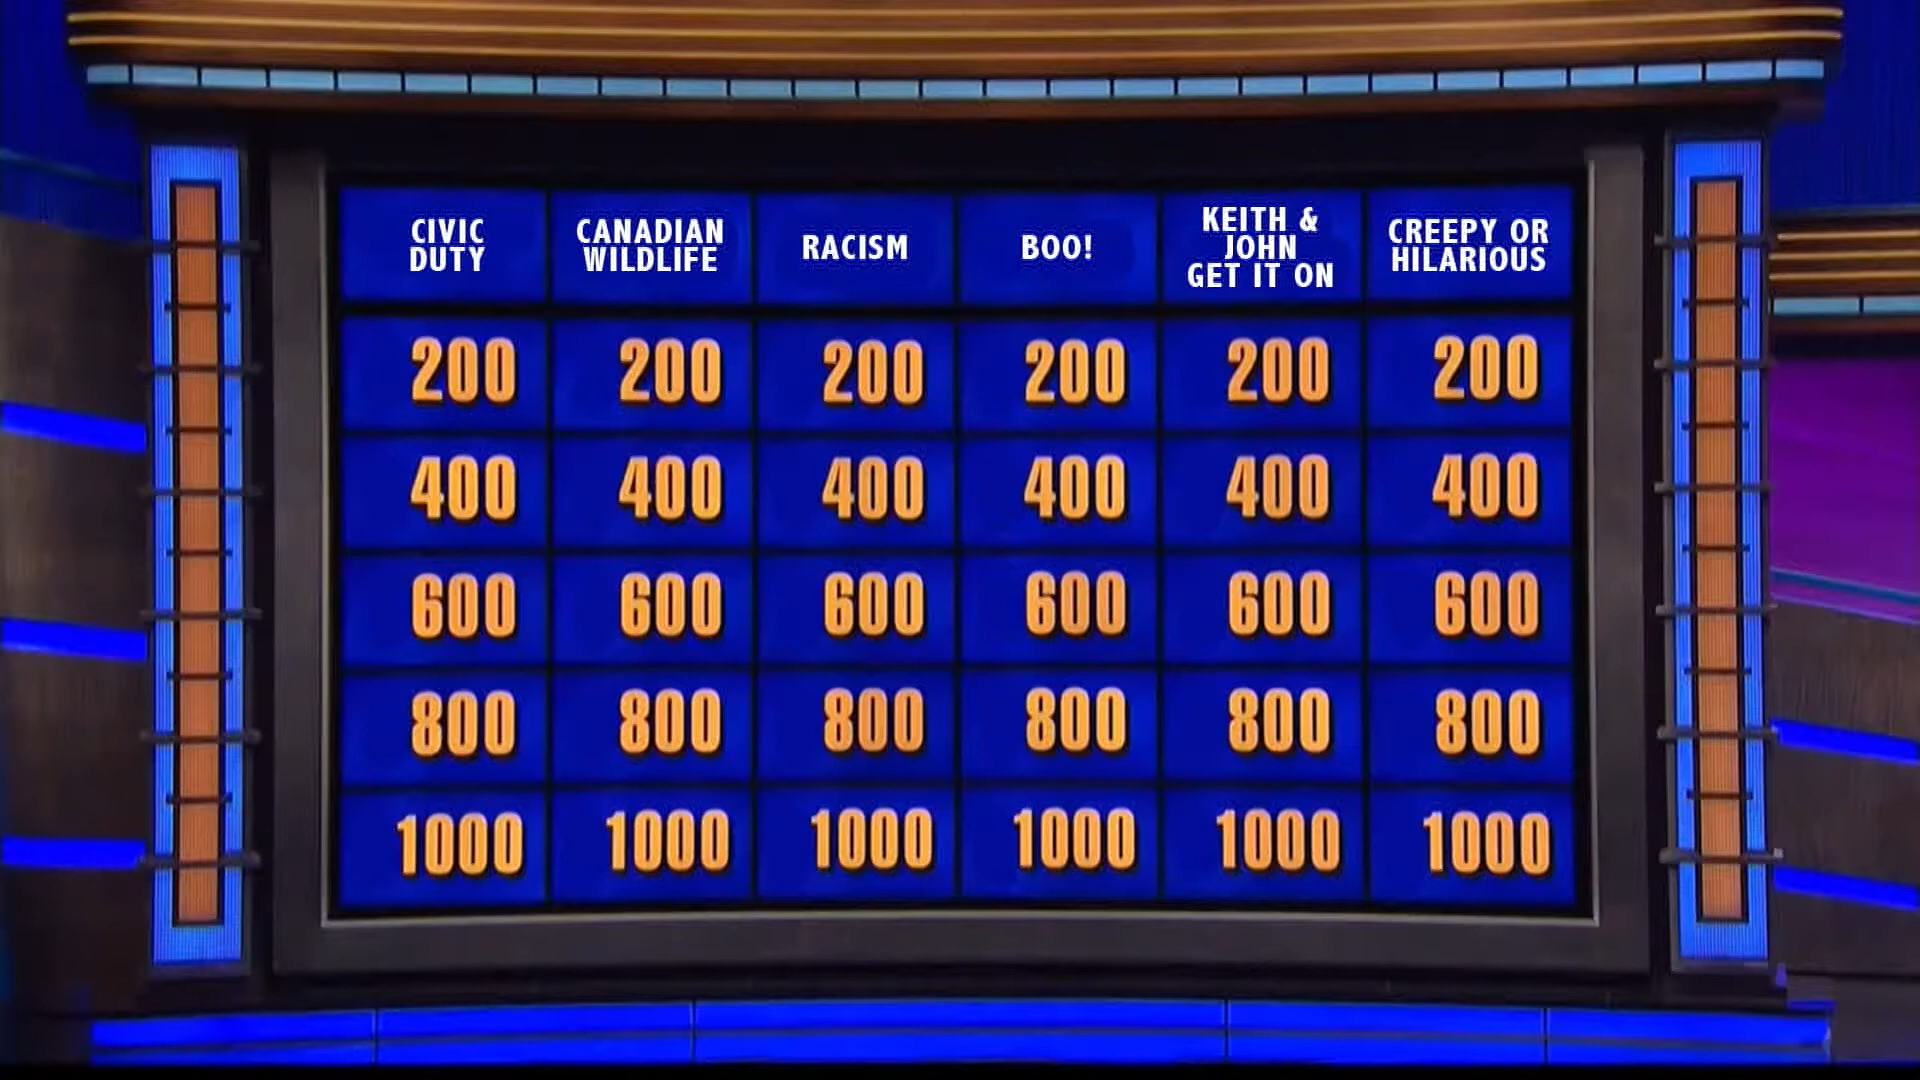 CIVIC
DUTY
CANADIAN
WILDLIFE
RACISM
BOO!
KEITH &
JOHN
GET IT ON
CREEPY OR
HILARIOUS
200 200 200 200 200 200
400 400 400 400 400 400
600 600 600 600 600 600
800 800 800 800 800 800
1000 1000 1000 1000 1000 1000